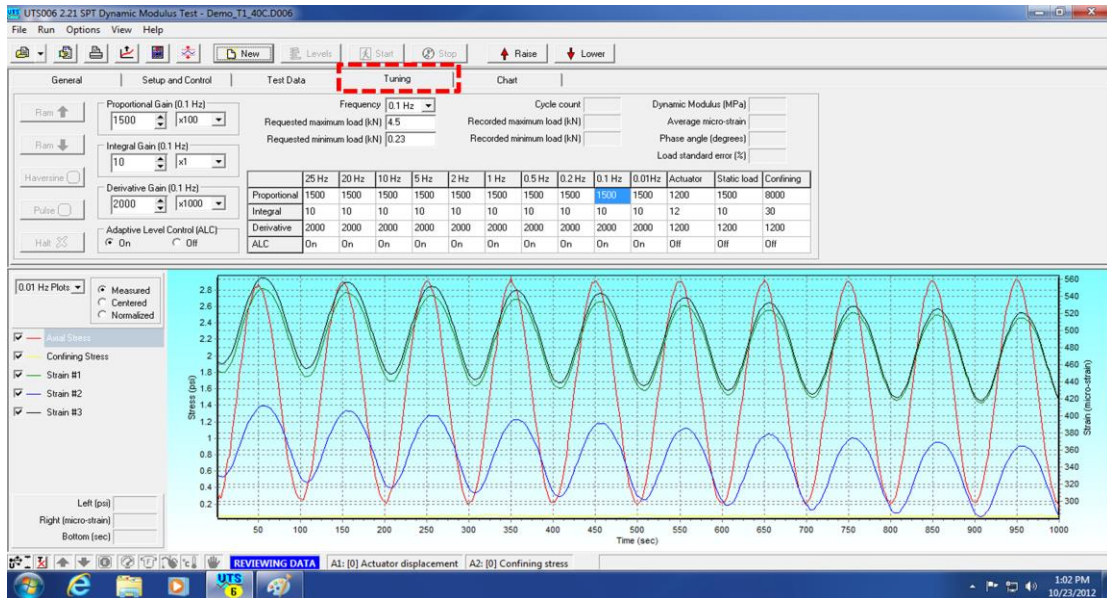 UTS006 2.21 SPT Dynamic Modulus Test - Demo_T1_40C.D006
File Run Options View Help
New Levels Start Stop Raise Lower
General Setup and Control Test Data Tuning Chart
Ram
Ram
Haversine
Pulse
Halt
Proportional Gain (0.1 Hz)
1500 x100
Integral Gain (0.1 Hz)
10 x1
Derivative Gain (0.1 Hz)
2000 x1000
Adaptive Level Control (ALC)
On Off
Frequency 0.1 Hz
Requested maximum load (kN) 4.5
Requested minimum load (kN) 0.23
Cycle count
Recorded maximum load (kN)
Recorded minimum load (kN)
Dynamic Modulus (MPa)
Average micro-strain
Phase angle (degrees)
Load standard error (%)
25 Hz 20 Hz 10 Hz 5 Hz 2 Hz 1 Hz 0.5 Hz 0.2 Hz 0.1 Hz 0.01Hz Actuator Static load Confining
Proportional 1500 1500 1500 1500 1500 1500 1500 1500 1500 1500 1200 1500 8000
Integral 10 10 10 10 10 10 10 10 10 10 12 10 30
Derivative 2000 2000 2000 2000 2000 2000 2000 2000 2000 2000 1200 1200 1200
ALC On On On On On On On On On On Off Off Off
0.01 Hz Plots
Measured
Centered
Normalized
Axial Stress
Confining Stress
Strain #1
Strain #2
Strain #3
Left (psi)
Right (micro-strain)
Bottom (sec)
Stress (psi)
2.8
2.6
2.4
2.2
2
1.8
1.6
1.4
1.2
1
0.8
0.6
0.4
0.2
50 100 150 200 250 300 350 400 450 500 550 600 650 700 750 800 850 900 950 1000
Time (sec)
560
540
520
500
480
460
440
420
400
380
360
340
320
300
Strain (micro-strain)
REVIEWING DATA A1: [0] Actuator displacement A2: [0] Confining stress
UTS
6
1:02 PM
10/23/2012